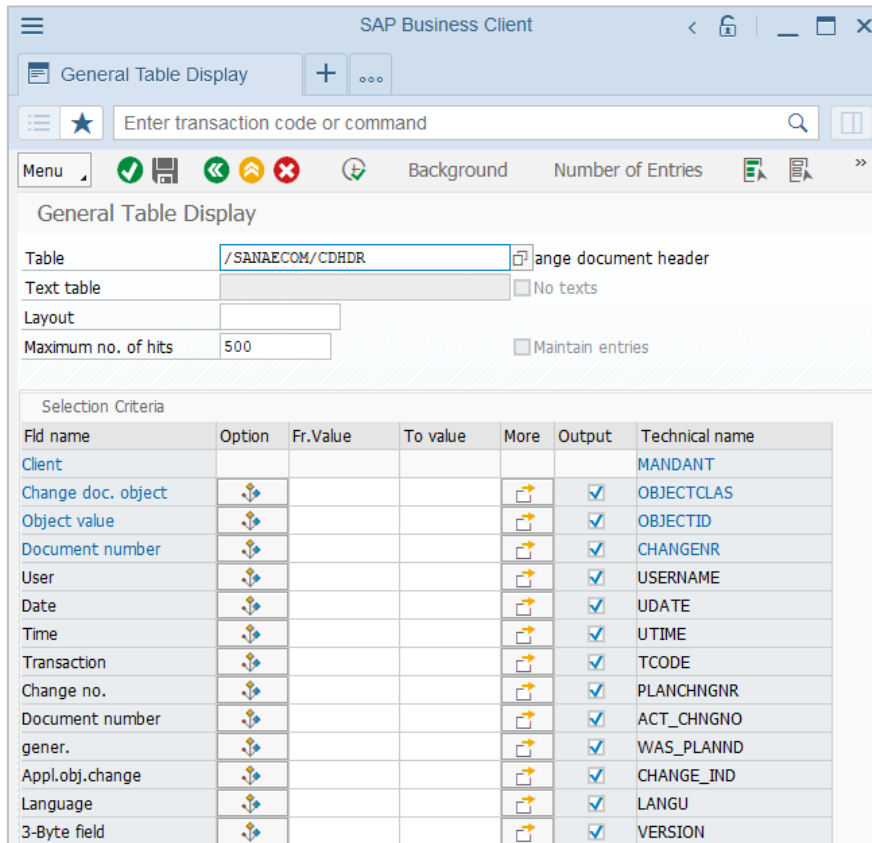 SAP Business Client
General Table Display
Enter transaction code or command
Menu Background Number of Entries
General Table Display
Table /SANAECOM/CDHDR ange document header
Text table No texts
Layout
Maximum no. of hits 500 Maintain entries
Selection Criteria
Fld name Option Fr.Value To value More Output Technical name
Client MANDANT
Change doc. object OBJECTCLAS
Object value OBJECTID
Document number CHANGENR
User USERNAME
Date UDATE
Time UTIME
Transaction TCODE
Change no. PLANCHNGNR
Document number ACT_CHNGNO
gener. WAS_PLANND
Appl.obj.change CHANGE_IND
Language LANGU
3-Byte field VERSION